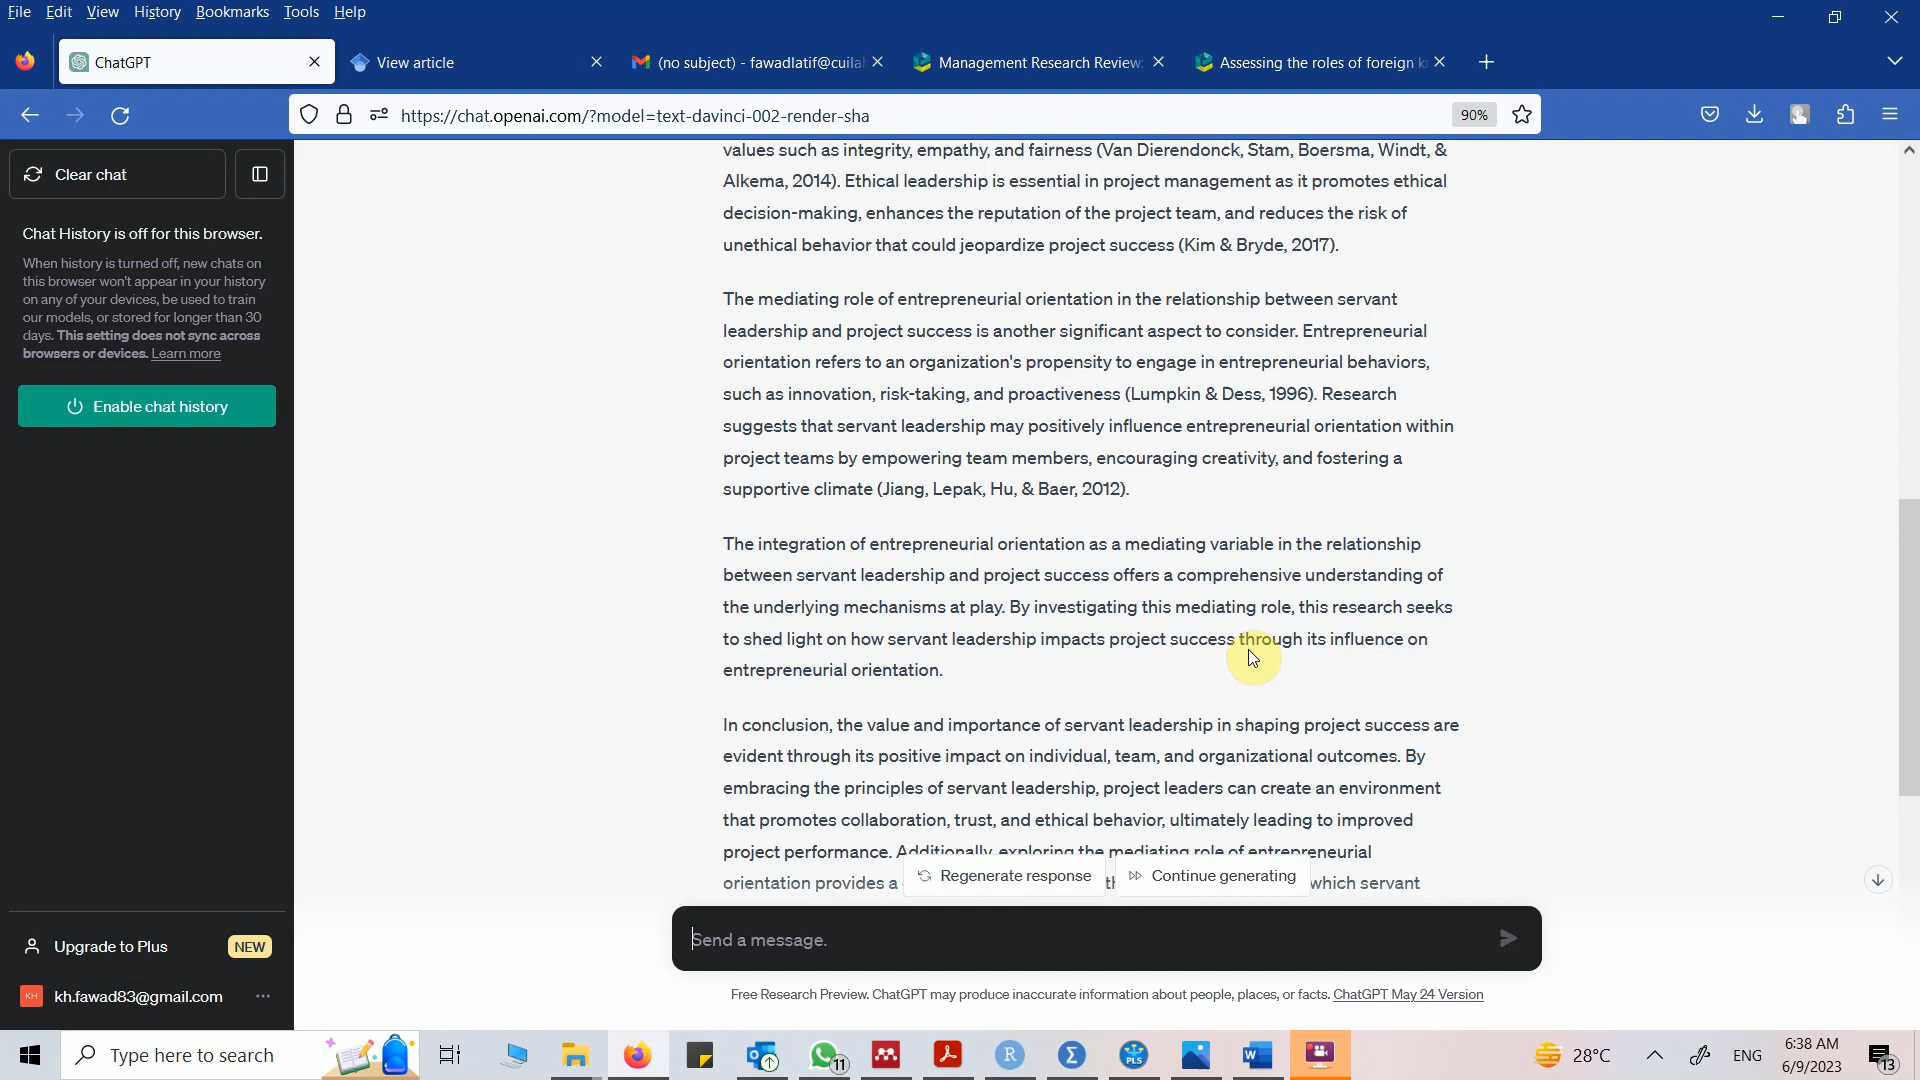 File Edit View History Bookmarks Tools Help
ChatGPT
View article
(no subject) - fawadlatif@cuila
Management Research Review:
Assessing the roles of foreign k
https://chat.openai.com/?model=text-davinci-002-render-sha
90%
Clear chat
Chat History is off for this browser.
When history is turned off, new chats on
this browser won't appear in your history
on any of your devices, be used to train
our models, or stored for longer than 30
days. This setting does not sync across
browsers or devices. Learn more
Enable chat history
Upgrade to Plus
NEW
KH
kh.fawad83@gmail.com
values such as integrity, empathy, and fairness (Van Dierendonck, Stam, Boersma, Windt, &
Alkema, 2014). Ethical leadership is essential in project management as it promotes ethical
decision-making, enhances the reputation of the project team, and reduces the risk of
unethical behavior that could jeopardize project success (Kim & Bryde, 2017).
The mediating role of entrepreneurial orientation in the relationship between servant
leadership and project success is another significant aspect to consider. Entrepreneurial
orientation refers to an organization's propensity to engage in entrepreneurial behaviors,
such as innovation, risk-taking, and proactiveness (Lumpkin & Dess, 1996). Research
suggests that servant leadership may positively influence entrepreneurial orientation within
project teams by empowering team members, encouraging creativity, and fostering a
supportive climate (Jiang, Lepak, Hu, & Baer, 2012).
The integration of entrepreneurial orientation as a mediating variable in the relationship
between servant leadership and project success offers a comprehensive understanding of
the underlying mechanisms at play. By investigating this mediating role, this research seeks
to shed light on how servant leadership impacts project success through its influence on
entrepreneurial orientation.
In conclusion, the value and importance of servant leadership in shaping project success are
evident through its positive impact on individual, team, and organizational outcomes. By
embracing the principles of servant leadership, project leaders can create an environment
that promotes collaboration, trust, and ethical behavior, ultimately leading to improved
project performance. Additionally, exploring the mediating role of entrepreneurial
orientation provides a which servant
Regenerate response
Continue generating
Send a message.
Free Research Preview. ChatGPT may produce inaccurate information about people, places, or facts. ChatGPT May 24 Version
Type here to search
11
R
Σ
PLS
W
28°C
ENG
6:38 AM
6/9/2023
13